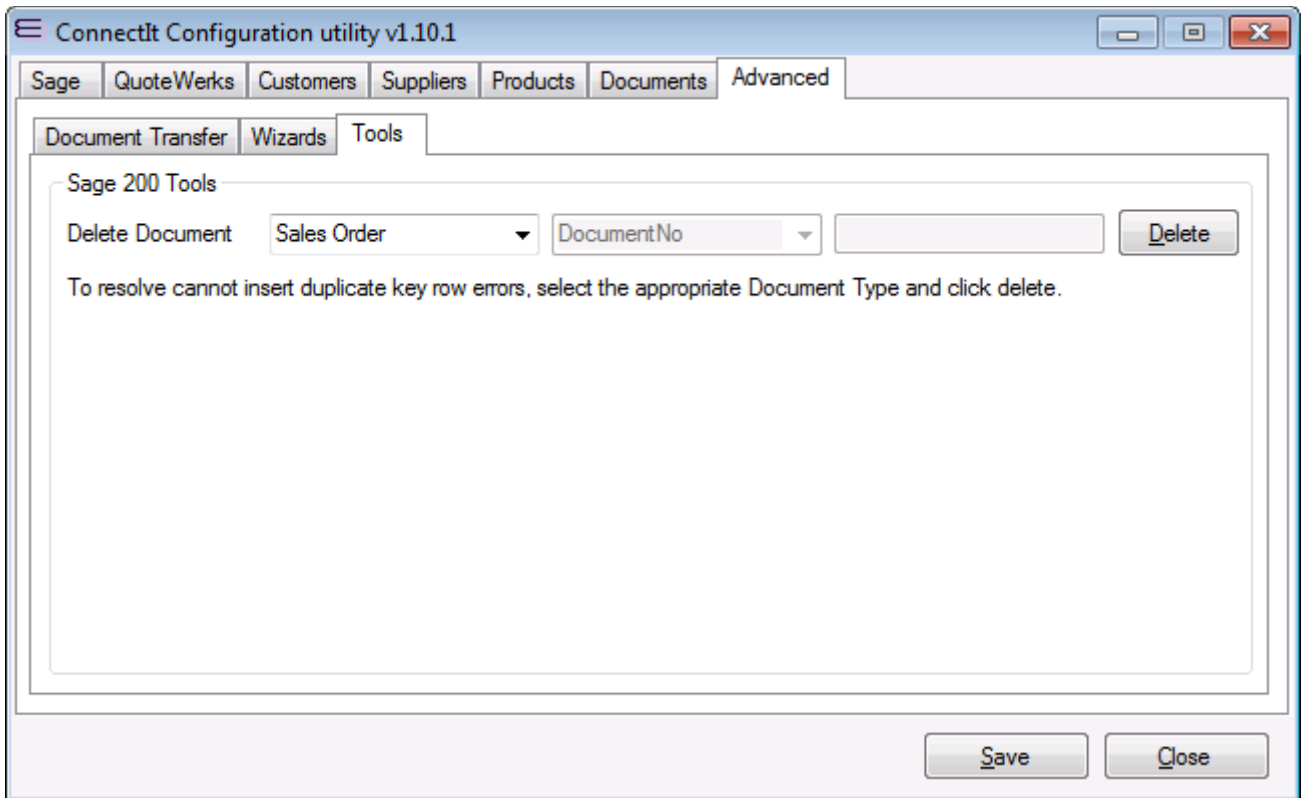 ConnectIt Configuration utility v1.10.1
Sage QuoteWerks Customers Suppliers Products Documents Advanced
Document Transfer Wizards Tools
Sage 200 Tools
Delete Document Sales Order DocumentNo Delete
To resolve cannot insert duplicate key row errors, select the appropriate Document Type and click delete.
Save Close